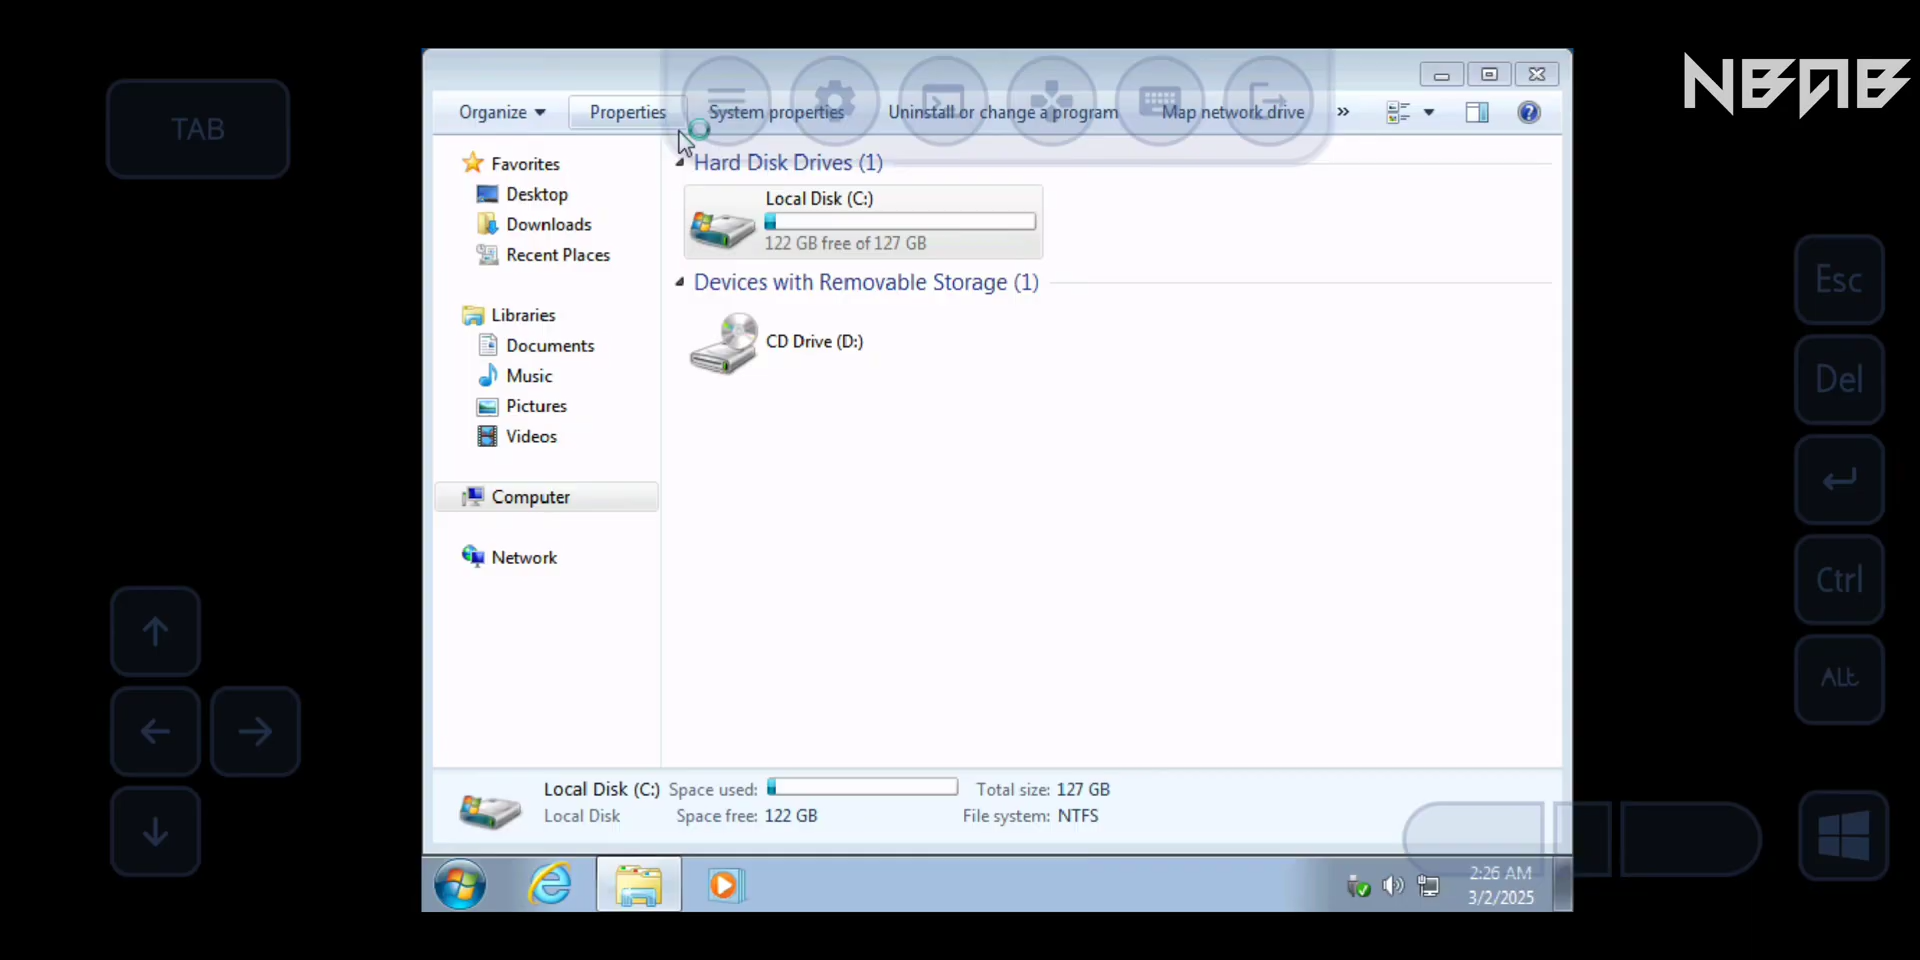 NBAB
TAB
Organize Properties System properties Uninstall or change a program Map network drive »
Favorites
Desktop
Downloads
Recent Places
Libraries
Documents
Music
Pictures
Videos
Computer
Network
Hard Disk Drives (1)
Local Disk (C:)
122 GB free of 127 GB
Devices with Removable Storage (1)
CD Drive (D:)
Local Disk (C:) Space used: Total size: 127 GB
Local Disk Space free: 122 GB File system: NTFS
2:26 AM
3/2/2025
Esc
Del
Ctrl
ALt